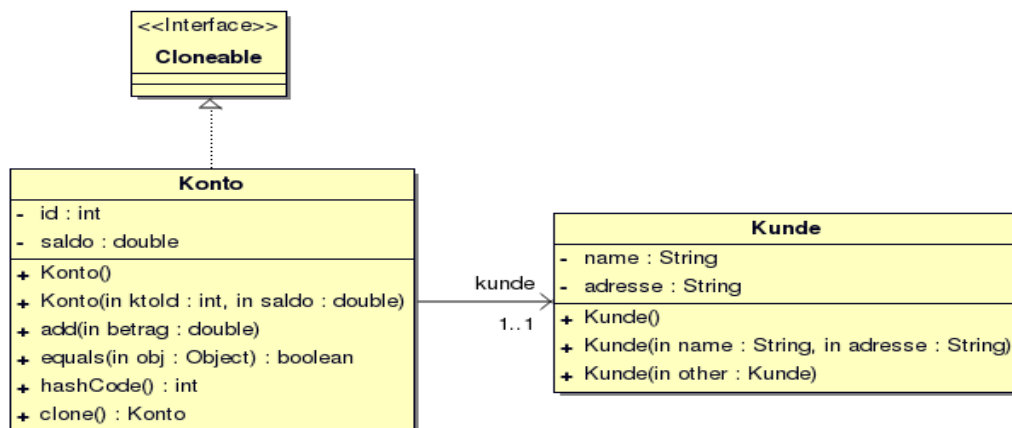 <<Interface>>
Cloneable
Konto
- id : int
- saldo : double
+ Konto()
+ Konto(in ktoId : int, in saldo : double)
+ add(in betrag : double)
+ equals(in obj : Object) : boolean
+ hashCode() : int
+ clone() : Konto
kunde
1..1
Kunde
- name : String
- adresse : String
+ Kunde()
+ Kunde(in name : String, in adresse : String)
+ Kunde(in other : Kunde)